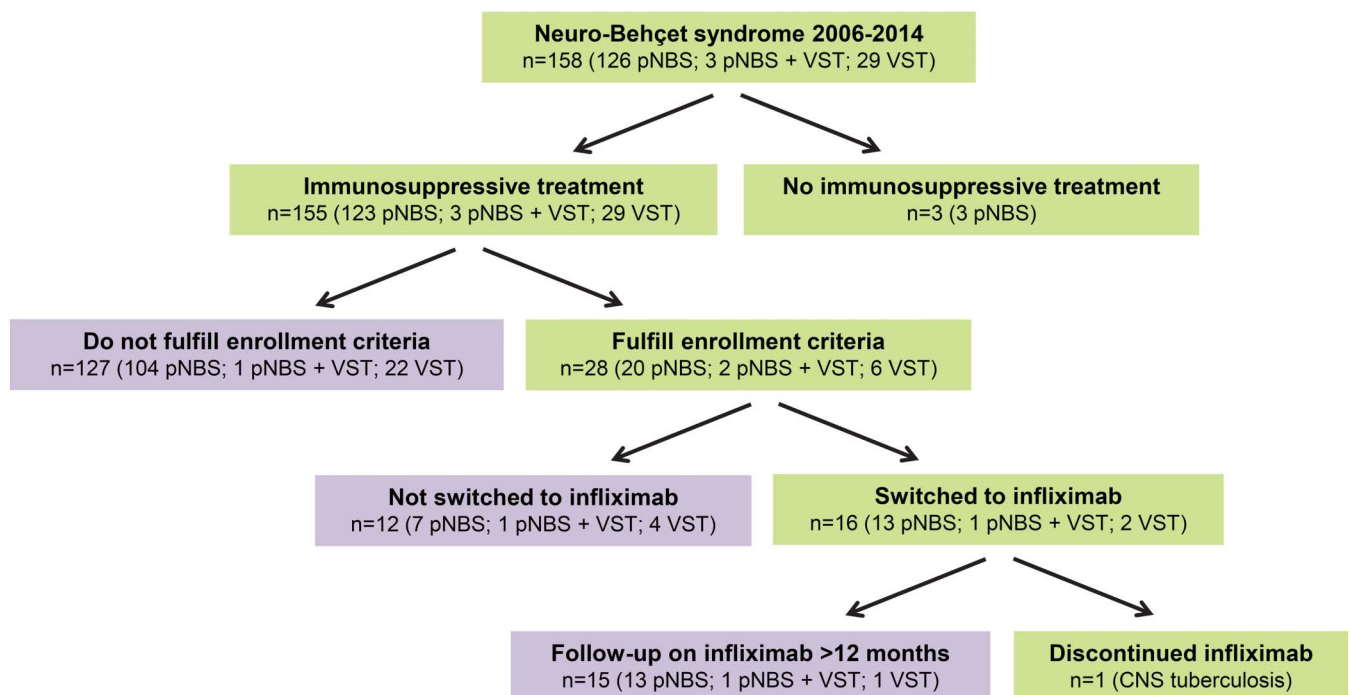 Neuro-Behçet syndrome 2006-2014
n=158 (126 pNBS; 3 pNBS + VST; 29 VST)
Immunosuppressive treatment
n=155 (123 pNBS; 3 pNBS + VST; 29 VST)
No immunosuppressive treatment
n=3 (3 pNBS)
Do not fulfill enrollment criteria
n=127 (104 pNBS; 1 pNBS + VST; 22 VST)
Fulfill enrollment criteria
n=28 (20 pNBS; 2 pNBS + VST; 6 VST)
Not switched to infliximab
n=12 (7 pNBS; 1 pNBS + VST; 4 VST)
Switched to infliximab
n=16 (13 pNBS; 1 pNBS + VST; 2 VST)
Follow-up on infliximab >12 months
n=15 (13 pNBS; 1 pNBS + VST; 1 VST)
Discontinued infliximab
n=1 (CNS tuberculosis)